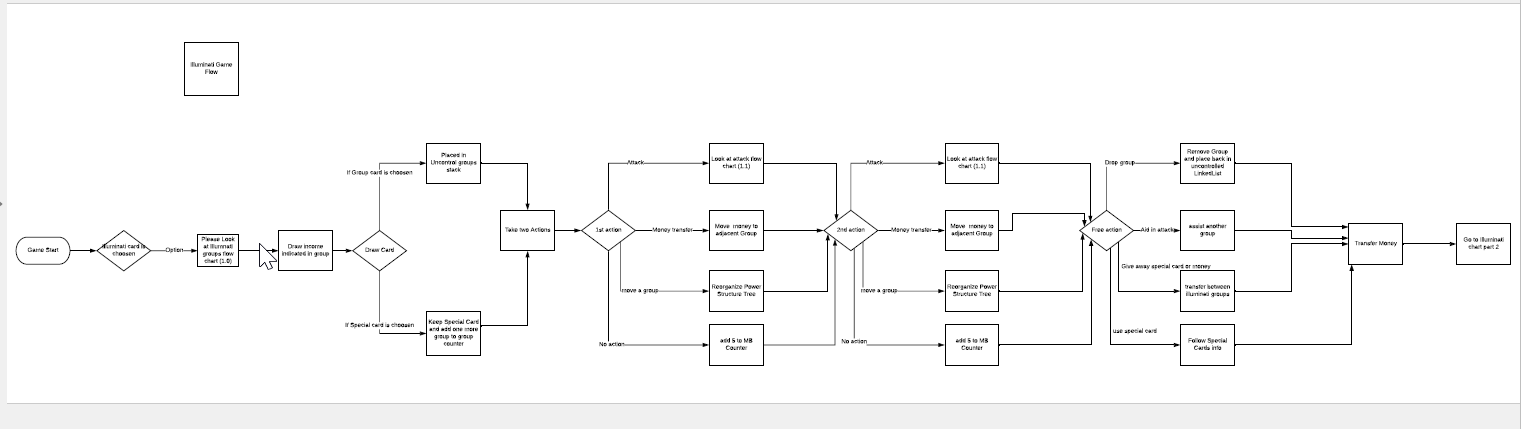 Illuminati Game
Flow
Game Start
Illuminati card is
choosen
Option
Please Look
at Illuminati
groups flow
chart (1.0)
Draw income
indicated in group
Draw Card
If Group card is choosen
Placed in
Uncontrol groups
stack
If Special card is choosen
Keep Special Card
and add one more
group to group
counter
Take two Actions
1st action
Attack
Look at attack flow
chart (1.1)
Money transfer
Move money to
adjacent Group
move a group
Reorganize Power
Structure Tree
No action
add 5 to MB
Counter
2nd action
Attack
Look at attack flow
chart (1.1)
Money transfer
Move money to
adjacent Group
move a group
Reorganize Power
Structure Tree
No action
add 5 to MB
Counter
Free action
Drop group
Remove Group
and place back in
uncontrolled
LinkedList
Aid in attacks
assist another
group
Give away special card or money
transfer between
illuminati groups
use special card
Follow Special
Cards info
Transfer Money
Go to Illuminati
chart part 2